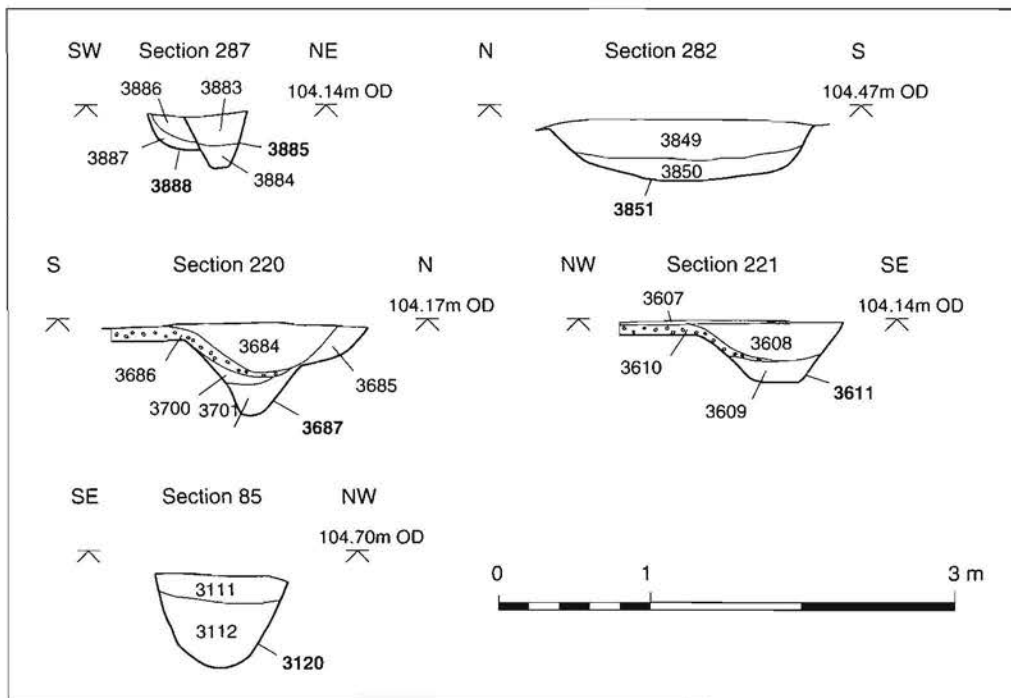 SW Section 287 NE
3886 3883 104.14m OD
3887 3885
3888 3884
N Section 282 S
104.47m OD
3849
3850
3851
S Section 220 N
104.17m OD
3684
3686 3685
3700 3701 3687
NW Section 221 SE
3607 104.14m OD
3608
3610 3611
3609
SE Section 85 NW
104.70m OD
3111
3112
3120
0 1 3 m